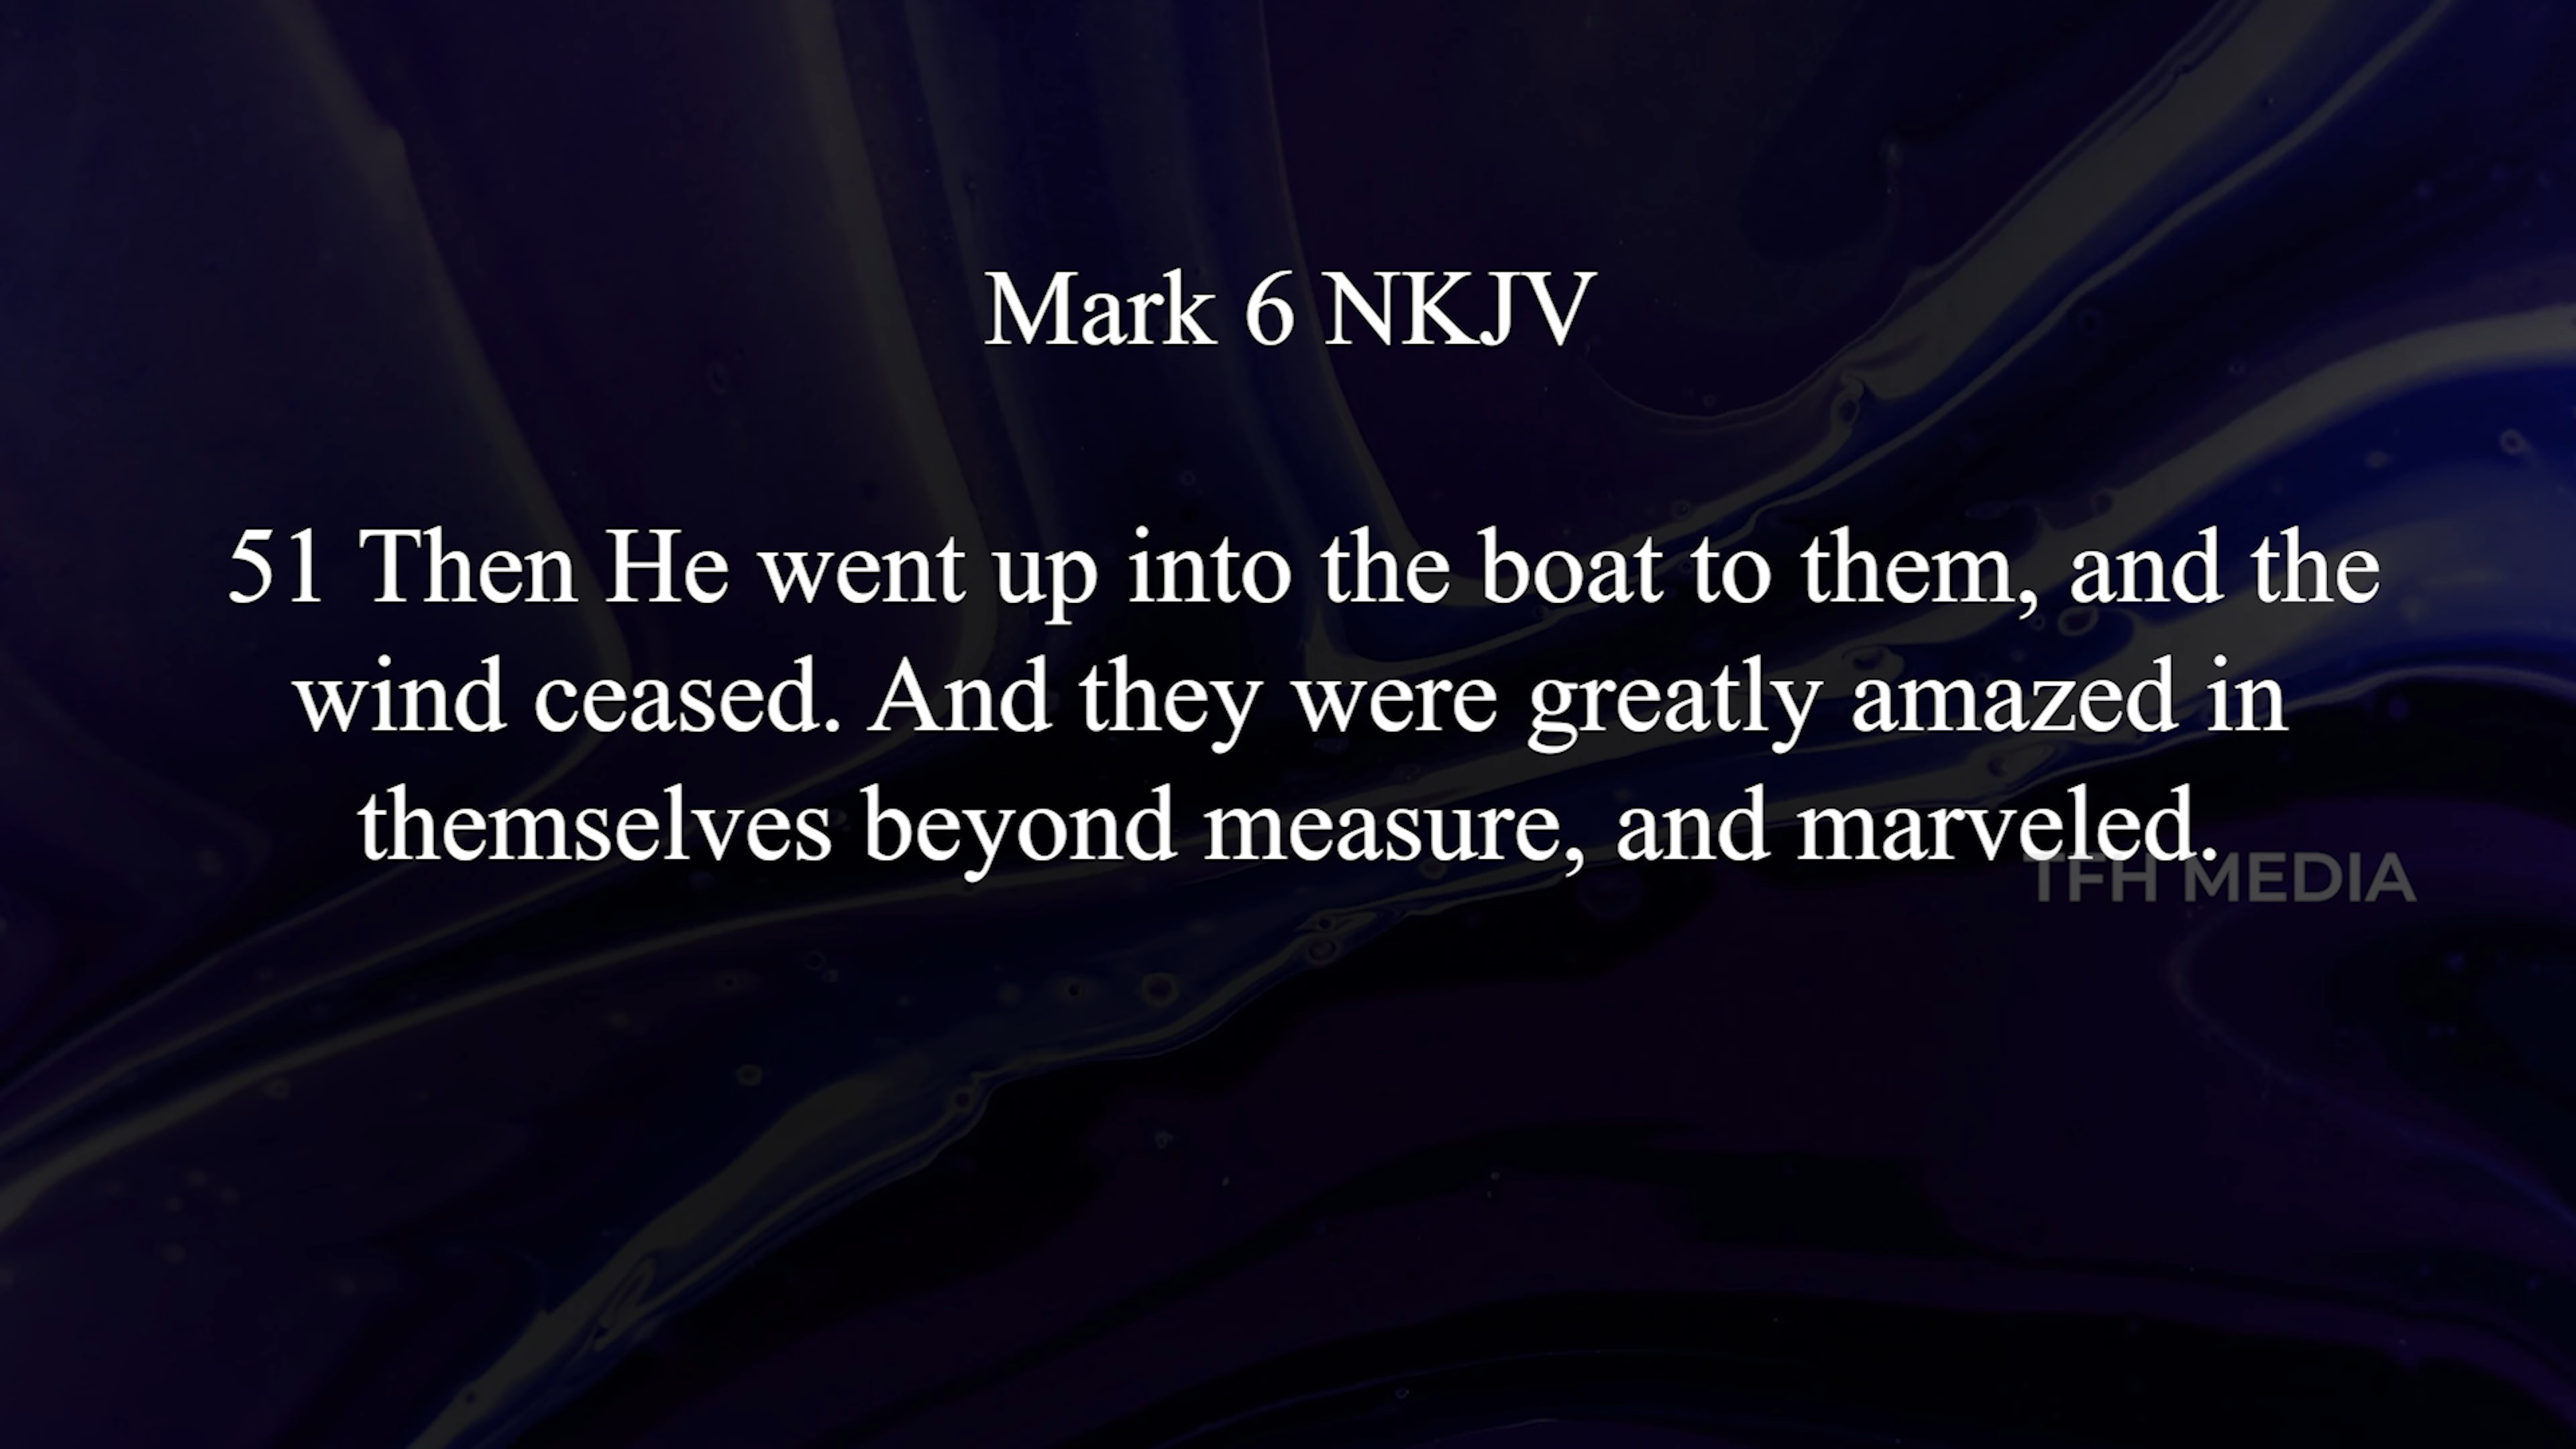 Mark 6 NKJV
51 Then He went up into the boat to them, and the
wind ceased. And they were greatly amazed in
themselves beyond measure, and marveled.
TFH MEDIA